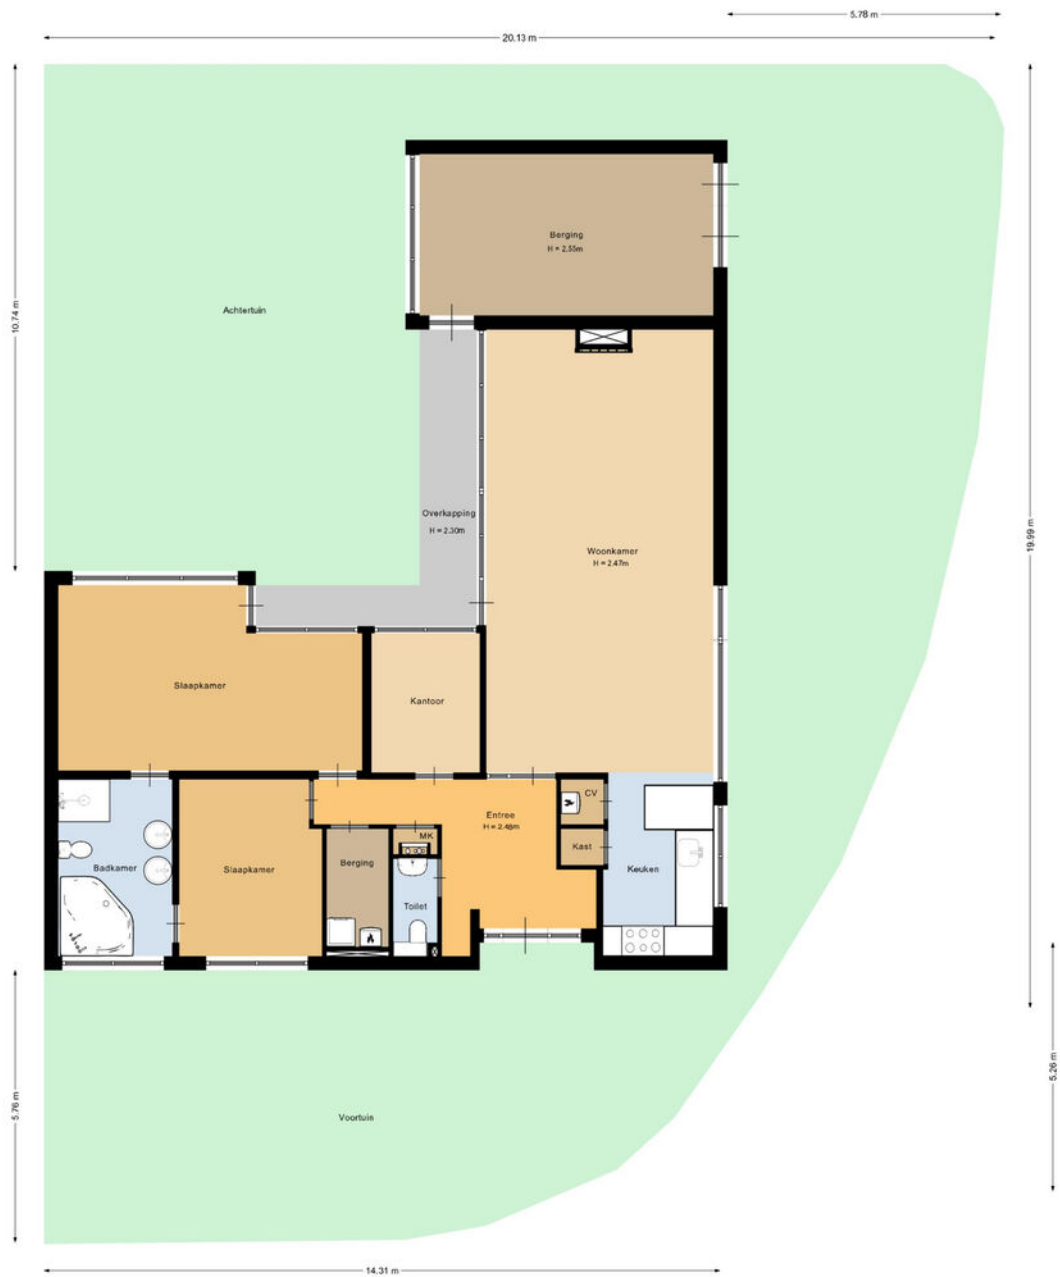 5.78 m
20.13 m
10.74 m
Berging
H = 2.55m
Achtertuin
Overkapping
H = 2.30m
Woonkamer
H = 2.47m
19.99 m
Slaapkamer
Kantoor
CV
Entree
H = 2.48m
MK
Kast
Badkamer
Slaapkamer
Berging
Keuken
Toilet
5.76 m
5.26 m
Voortuin
14.31 m